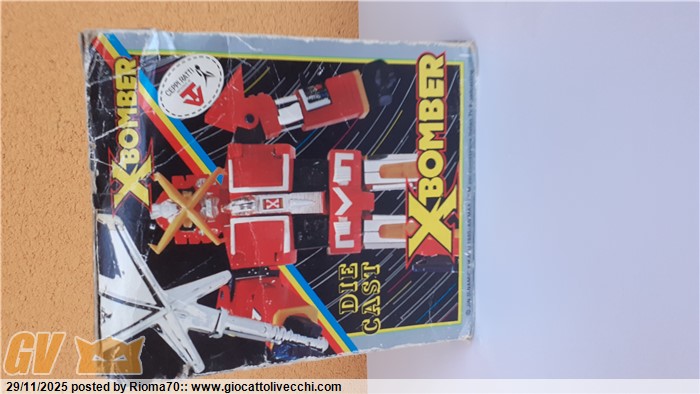 X BOMBER
CEPPI RATTI
X BOMBER
DIE
CAST
GV
29/11/2025 posted by Rioma70:: www.giocattolivecchi.com